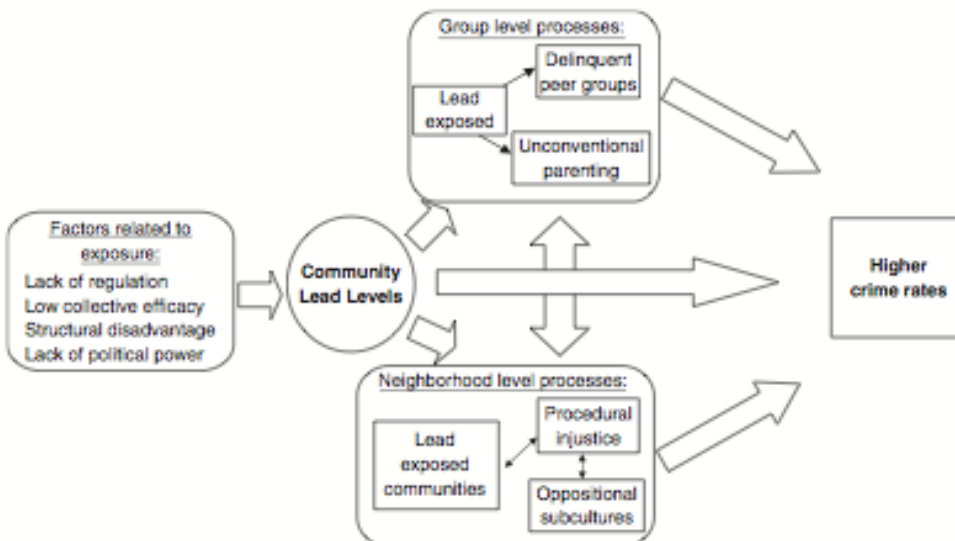 Group level processes:
Delinquent
peer groups
Lead
exposed
Unconventional
parenting
Factors related to
exposure:
Lack of regulation
Low collective efficacy
Structural disadvantage
Lack of political power
Community
Lead Levels
Higher
crime rates
Neighborhood level processes:
Lead
exposed
communities
Procedural
injustice
Oppositional
subcultures